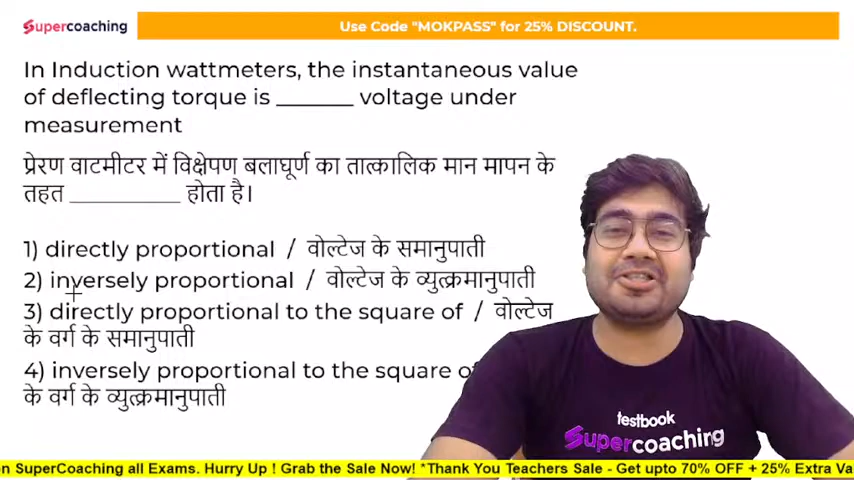 Supercoaching
Use Code "MOKPASS" for 25% DISCOUNT.
In Induction wattmeters, the instantaneous value
of deflecting torque is _______ voltage under
measurement
प्रेरण वाटमीटर में विक्षेपण बलाघूर्ण का तात्कालिक मान मापन के
तहत __________ होता है।
1) directly proportional / वोल्टेज के समानुपाती
2) inversely proportional / वोल्टेज के व्युत्क्रमानुपाती
3) directly proportional to the square of / वोल्टेज
के वर्ग के समानुपाती
4) inversely proportional to the square
के वर्ग के व्युत्क्रमानुपाती
testbook
Supercoaching
SuperCoaching all Exams. Hurry Up ! Grab the Sale Now! *Thank You Teachers Sale - Get upto 70% OFF + 25% Extra